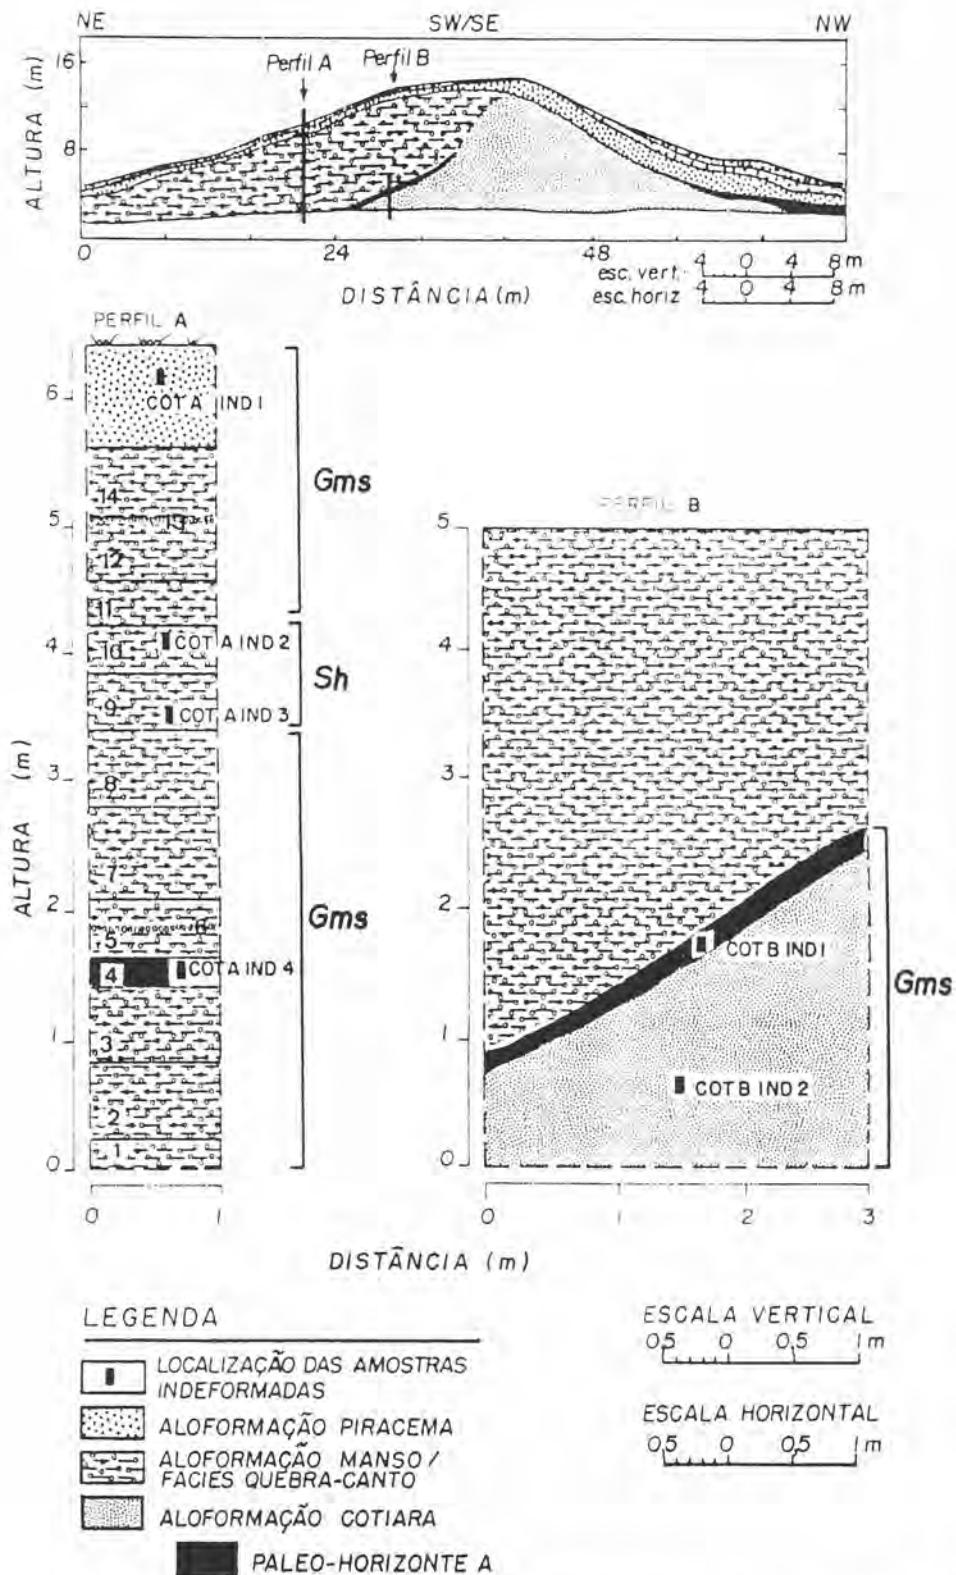 NE SW/SE NW
ALTURA (m)
16
8
Perfil A
Perfil B
0 24 48
DISTÂNCIA (m)
esc. vert. 4 0 4 8 m
esc. horiz 4 0 4 8 m
PERFIL A
ALTURA (m)
6
5
4
3
2
1
0
COT A IND 1
14
13
12
11
10
COT A IND 2
9
COT A IND 3
8
7
6
5
4
COT A IND 4
3
2
1
Gms
Sh
Gms
0 1
PERFIL B
5
4
3
2
1
0
COT B IND 1
COT B IND 2
Gms
0 1 2 3
DISTÂNCIA (m)
LEGENDA
LOCALIZAÇÃO DAS AMOSTRAS
INDEFORMADAS
ALOFORMAÇÃO PIRACEMA
ALOFORMAÇÃO MANSO /
FACIES QUEBRA-CANTO
ALOFORMAÇÃO COTIARA
PALEO-HORIZONTE A
ESCALA VERTICAL
0,5 0 0,5 1 m
ESCALA HORIZONTAL
0,5 0 0,5 1 m